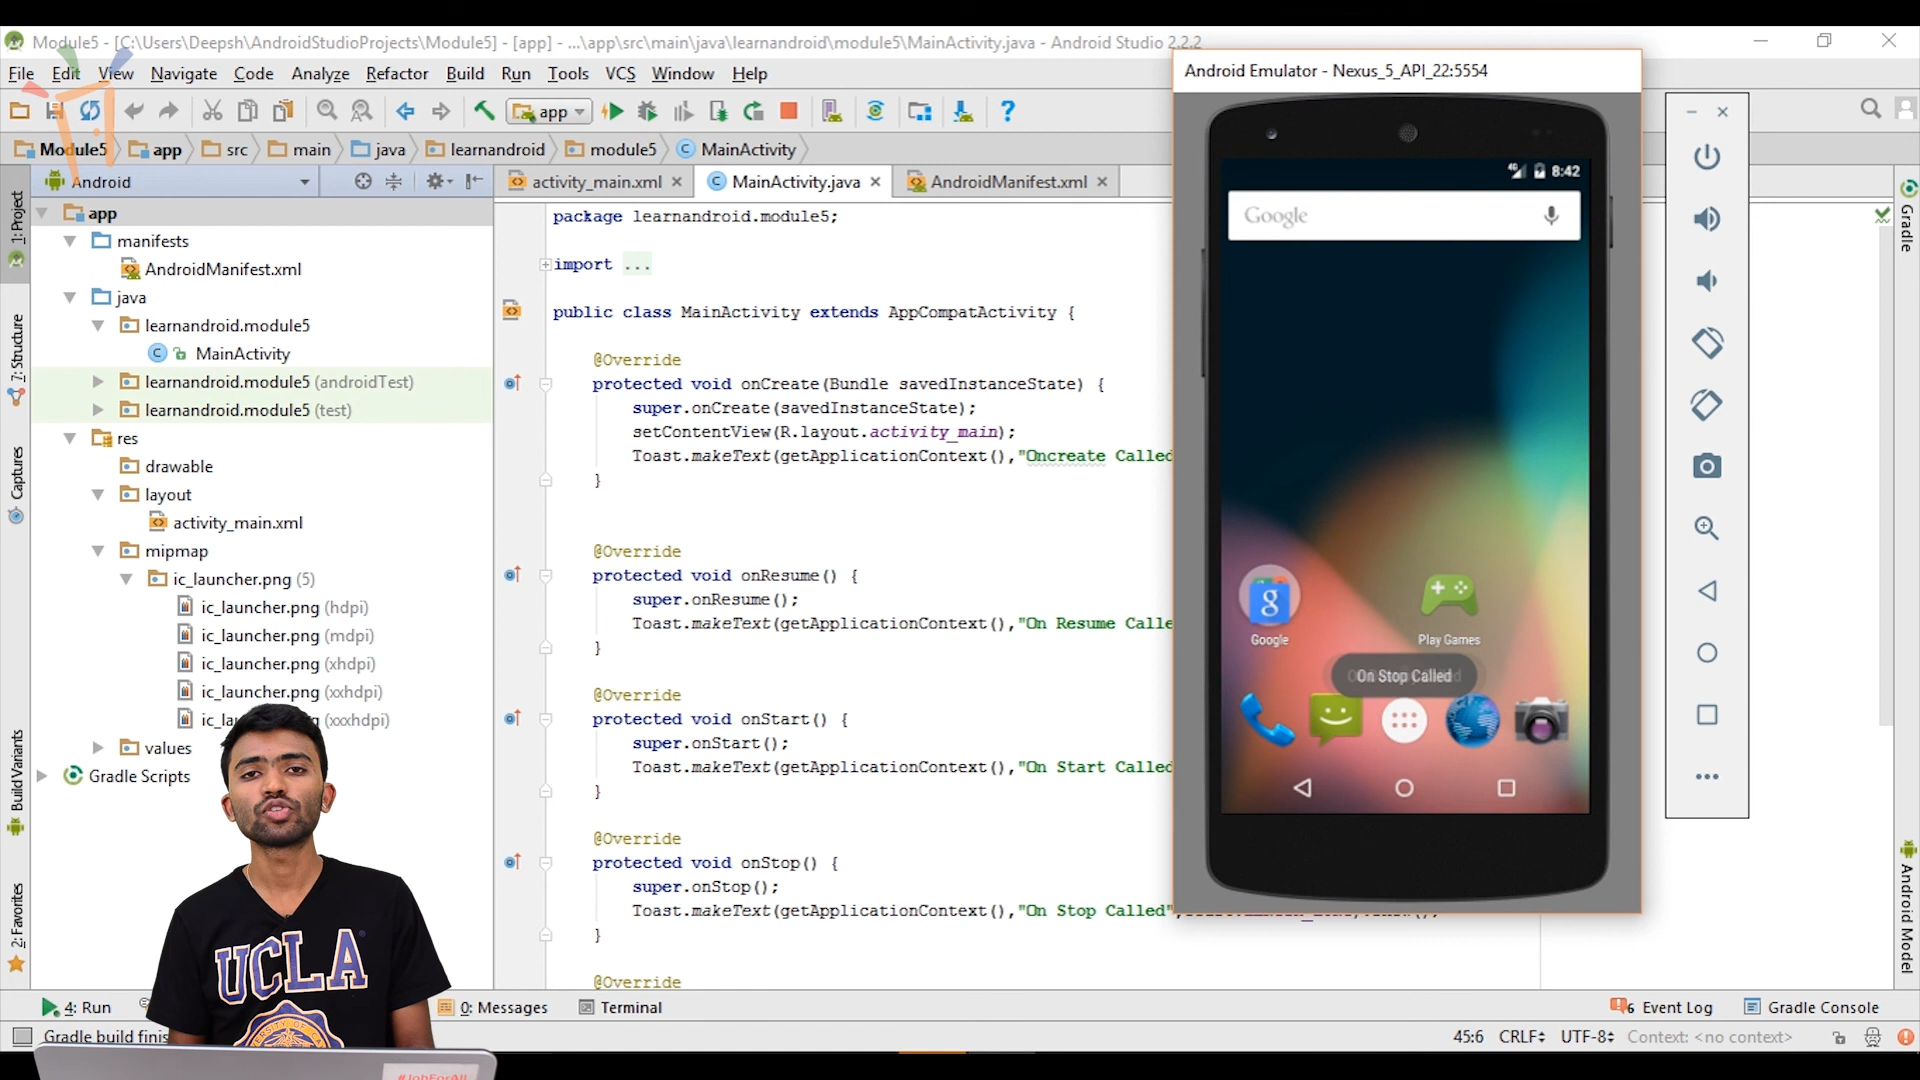 Module5 - [C:\Users\Deepsh\AndroidStudioProjects\Module5] - [app] - ...\app\src\main\java\learnandroid\module5\MainActivity.java - Android Studio 2.2.2
File Edit View Navigate Code Analyze Refactor Build Run Tools VCS Window Help
app
Module5 app src main java learnandroid module5 MainActivity
Android
activity_main.xml
MainActivity.java
AndroidManifest.xml
1: Project
7: Structure
Captures
Build Variants
2: Favorites
app
manifests
AndroidManifest.xml
java
learnandroid.module5
MainActivity
learnandroid.module5 (androidTest)
learnandroid.module5 (test)
res
drawable
layout
activity_main.xml
mipmap
ic_launcher.png (5)
ic_launcher.png (hdpi)
ic_launcher.png (mdpi)
ic_launcher.png (xhdpi)
ic_launcher.png (xxhdpi)
(xxxhdpi)
values
Gradle Scripts
package learnandroid.module5;
import ...
public class MainActivity extends AppCompatActivity {
@Override
protected void onCreate(Bundle savedInstanceState) {
super.onCreate(savedInstanceState);
setContentView(R.layout.activity_main);
Toast.makeText(getApplicationContext(),"Oncreate Called
}
@Override
protected void onResume() {
super.onResume();
Toast.makeText(getApplicationContext(),"On Resume Calle
}
@Override
protected void onStart() {
super.onStart();
Toast.makeText(getApplicationContext(),"On Start Called
}
@Override
protected void onStop() {
super.onStop();
Toast.makeText(getApplicationContext(),"On Stop Called"
}
@Override
Android Emulator - Nexus_5_API_22:5554
4G 8:42
Google
g
Google
Play Games
On Stop Called
Gradle
Android Model
UCLA
#JobForAll
4: Run
0: Messages
Terminal
6 Event Log
Gradle Console
Gradle build finis
45:6 CRLF UTF-8 Context: <no context>